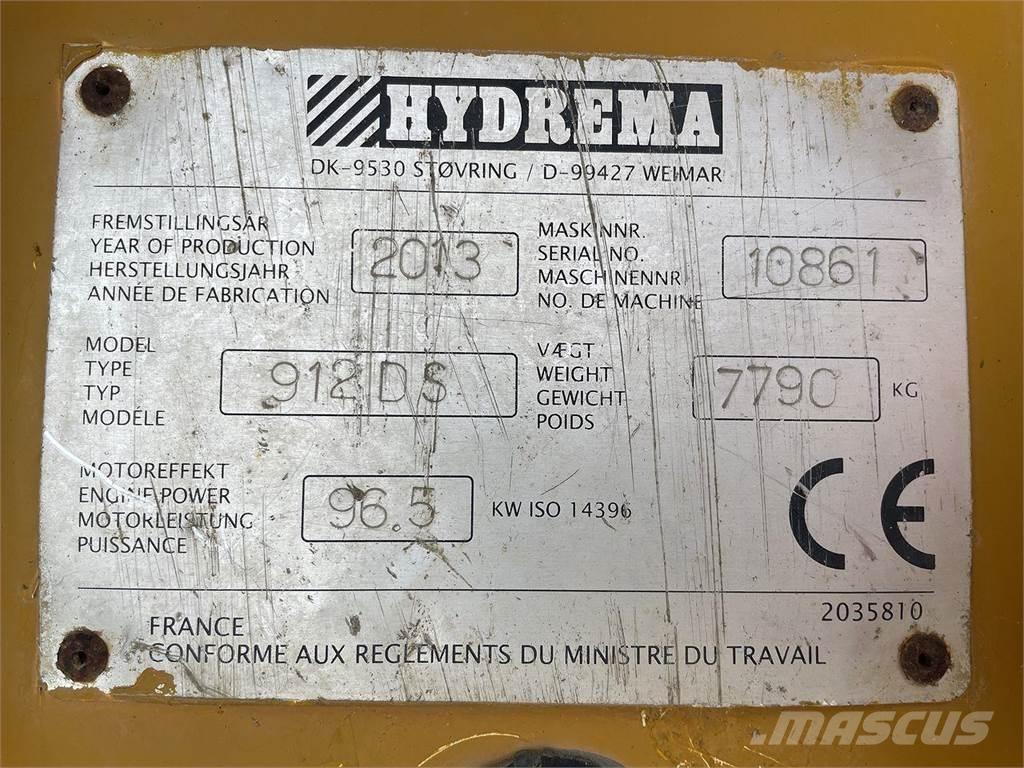 HYDREMA
DK-9530 STØVRING / D-99427 WEIMAR
FREMSTILLINGSÅR
YEAR OF PRODUCTION
HERSTELLUNGSJAHR
ANNÉE DE FABRICATION
2013
MASKINNR.
SERIAL NO.
MASCHINENNR
NO. DE MACHINE
10861
MODEL
TYPE
TYP
MODÉLE
912 DS
VÆGT
WEIGHT
GEWICHT
POIDS
7790 KG
MOTOREFFEKT
ENGINE POWER
MOTORLEISTUNG
PUISSANCE
96.5 KW ISO 14396
CE
2035810
FRANCE
CONFORME AUX REGLEMENTS DU MINISTRE DU TRAVAIL
MASCUS